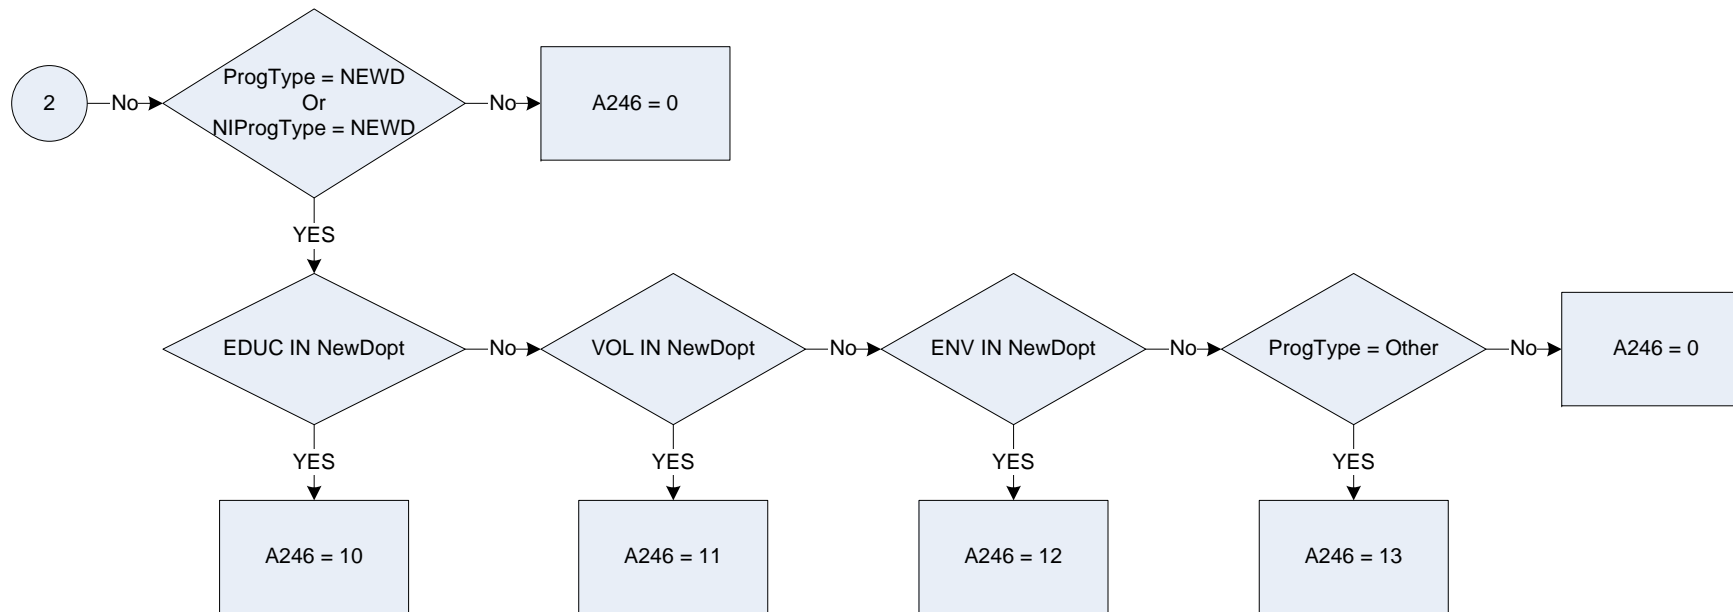 2
No
ProgType = NEWD
Or
NIProgType = NEWD
No
A246 = 0
YES
EDUC IN NewDopt
No
VOL IN NewDopt
No
ENV IN NewDopt
No
ProgType = Other
No
A246 = 0
YES
YES
YES
YES
A246 = 10
A246 = 11
A246 = 12
A246 = 13